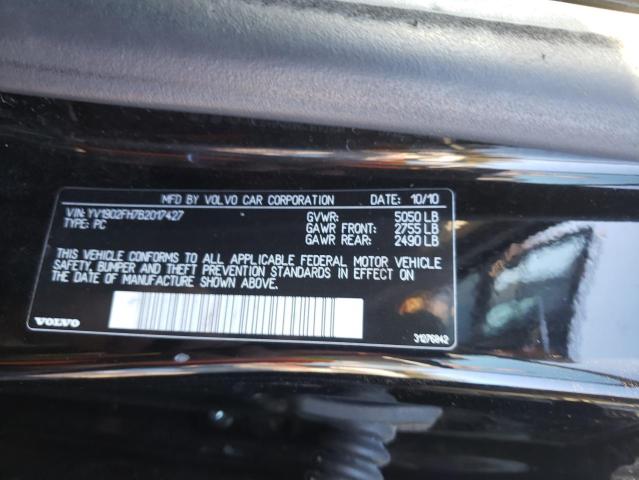 MFD BY VOLVO CAR CORPORATION DATE: 10/10
VIN: YV1902FH7B2017427 GVWR: 5050 LB
TYPE: PC GAWR FRONT: 2755 LB
GAWR REAR: 2490 LB
THIS VEHICLE CONFORMS TO ALL APPLICABLE FEDERAL MOTOR VEHICLE
SAFETY, BUMPER AND THEFT PREVENTION STANDARDS IN EFFECT ON
THE DATE OF MANUFACTURE SHOWN ABOVE.
VOLVO 31276942